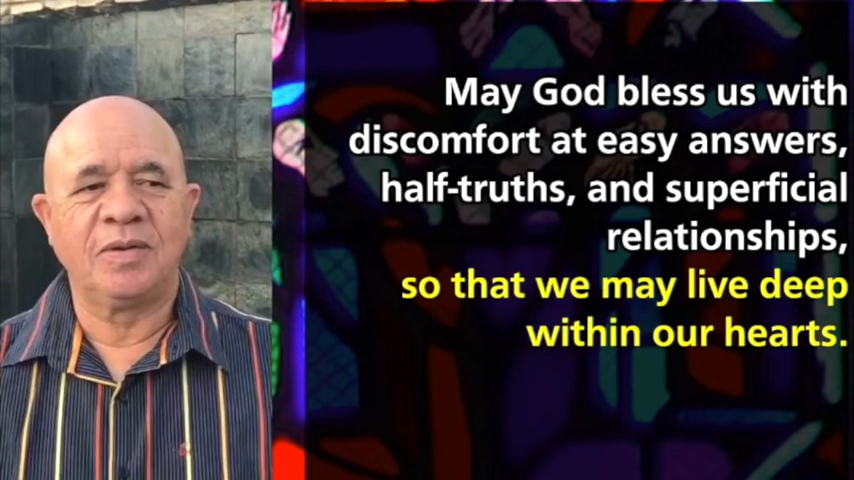 May God bless us with
discomfort at easy answers,
half-truths, and superficial
relationships,
so that we may live deep
within our hearts.